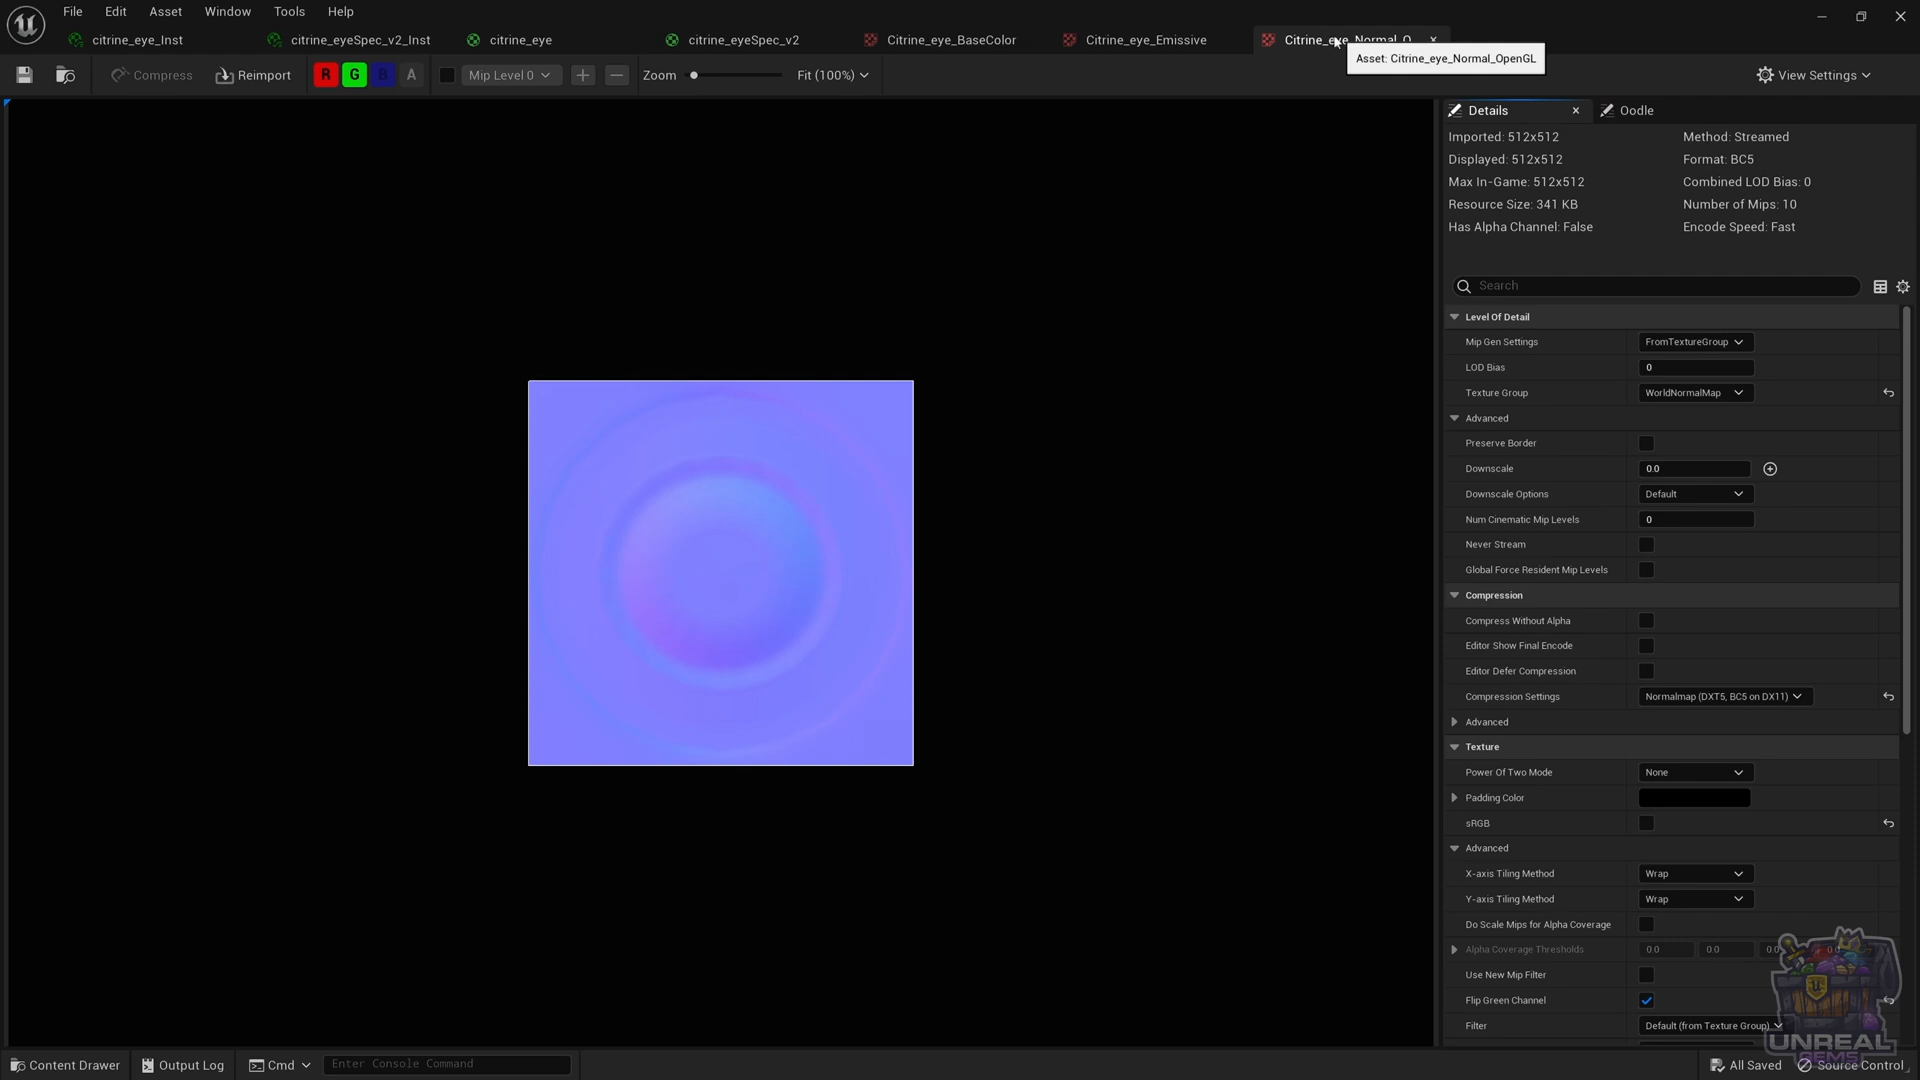 File Edit Asset Window Tools Help
citrine_eye_Inst citrine_eyeSpec_v2_Inst citrine_eye citrine_eyeSpec_v2 Citrine_eye_BaseColor Citrine_eye_Emissive Citrine_eye_Normal_O
Asset: Citrine_eye_Normal_OpenGL
Compress Reimport R G B A Mip Level 0 Zoom Fit (100%) View Settings
Details Oodle
Imported: 512x512 Method: Streamed
Displayed: 512x512 Format: BC5
Max In-Game: 512x512 Combined LOD Bias: 0
Resource Size: 341 KB Number of Mips: 10
Has Alpha Channel: False Encode Speed: Fast
Search
Level Of Detail
Mip Gen Settings FromTextureGroup
LOD Bias 0
Texture Group WorldNormalMap
Advanced
Preserve Border
Downscale 0.0
Downscale Options Default
Num Cinematic Mip Levels 0
Never Stream
Global Force Resident Mip Levels
Compression
Compress Without Alpha
Editor Show Final Encode
Editor Defer Compression
Compression Settings Normalmap (DXT5, BC5 on DX11)
Advanced
Texture
Power Of Two Mode None
Padding Color
sRGB
Advanced
X-axis Tiling Method Wrap
Y-axis Tiling Method Wrap
Do Scale Mips for Alpha Coverage
Alpha Coverage Thresholds 0.0 0.0 0.0 0.0
Use New Mip Filter
Flip Green Channel
Filter Default (from Texture Group)
UNREAL
GEMS
Content Drawer Output Log Cmd Enter Console Command All Saved Source Control